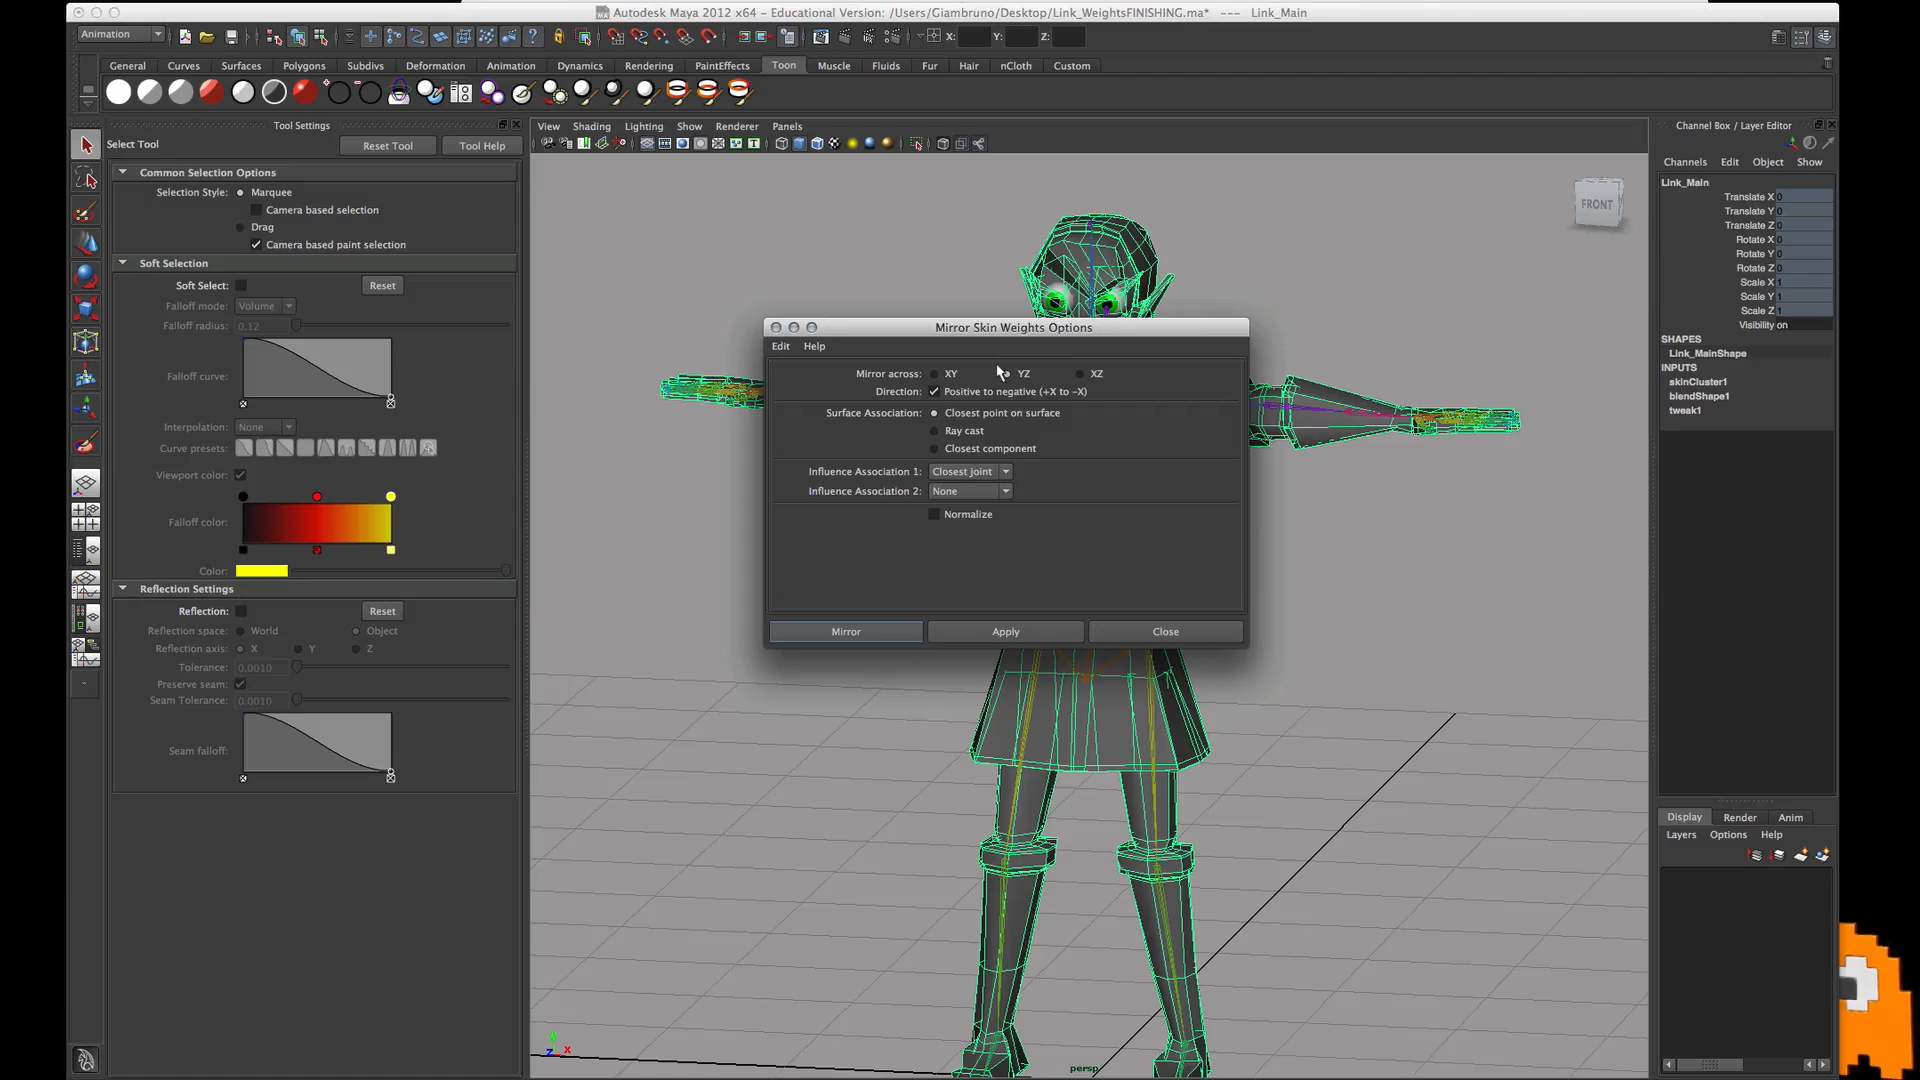 Autodesk Maya 2012 x64 – Educational Version: /Users/Giambruno/Desktop/Link_WeightsFINISHING.ma* --- Link_Main
Animation
X: Y: Z:
General Curves Surfaces Polygons Subdivs Deformation Animation Dynamics Rendering PaintEffects Toon Muscle Fluids Fur Hair nCloth Custom
Tool Settings
Select Tool Reset Tool Tool Help
Common Selection Options
Selection Style: Marquee
Camera based selection
Drag
Camera based paint selection
Soft Selection
Soft Select: Reset
Falloff mode: Volume
Falloff radius: 0.12
Falloff curve:
Interpolation: None
Curve presets:
Viewport color:
Falloff color:
Color:
Reflection Settings
Reflection: Reset
Reflection space: World Object
Reflection axis: X Y Z
Tolerance: 0.0010
Preserve seam:
Seam Tolerance: 0.0010
Seam falloff:
View Shading Lighting Show Renderer Panels
FRONT
Mirror Skin Weights Options
Edit Help
Mirror across: XY YZ XZ
Direction: Positive to negative (+X to −X)
Surface Association: Closest point on surface
Ray cast
Closest component
Influence Association 1: Closest joint
Influence Association 2: None
Normalize
Mirror Apply Close
z x
persp
Channel Box / Layer Editor
Channels Edit Object Show
Link_Main
Translate X 0
Translate Y 0
Translate Z 0
Rotate X 0
Rotate Y 0
Rotate Z 0
Scale X 1
Scale Y 1
Scale Z 1
Visibility on
SHAPES
Link_MainShape
INPUTS
skinCluster1
blendShape1
tweak1
Display Render Anim
Layers Options Help